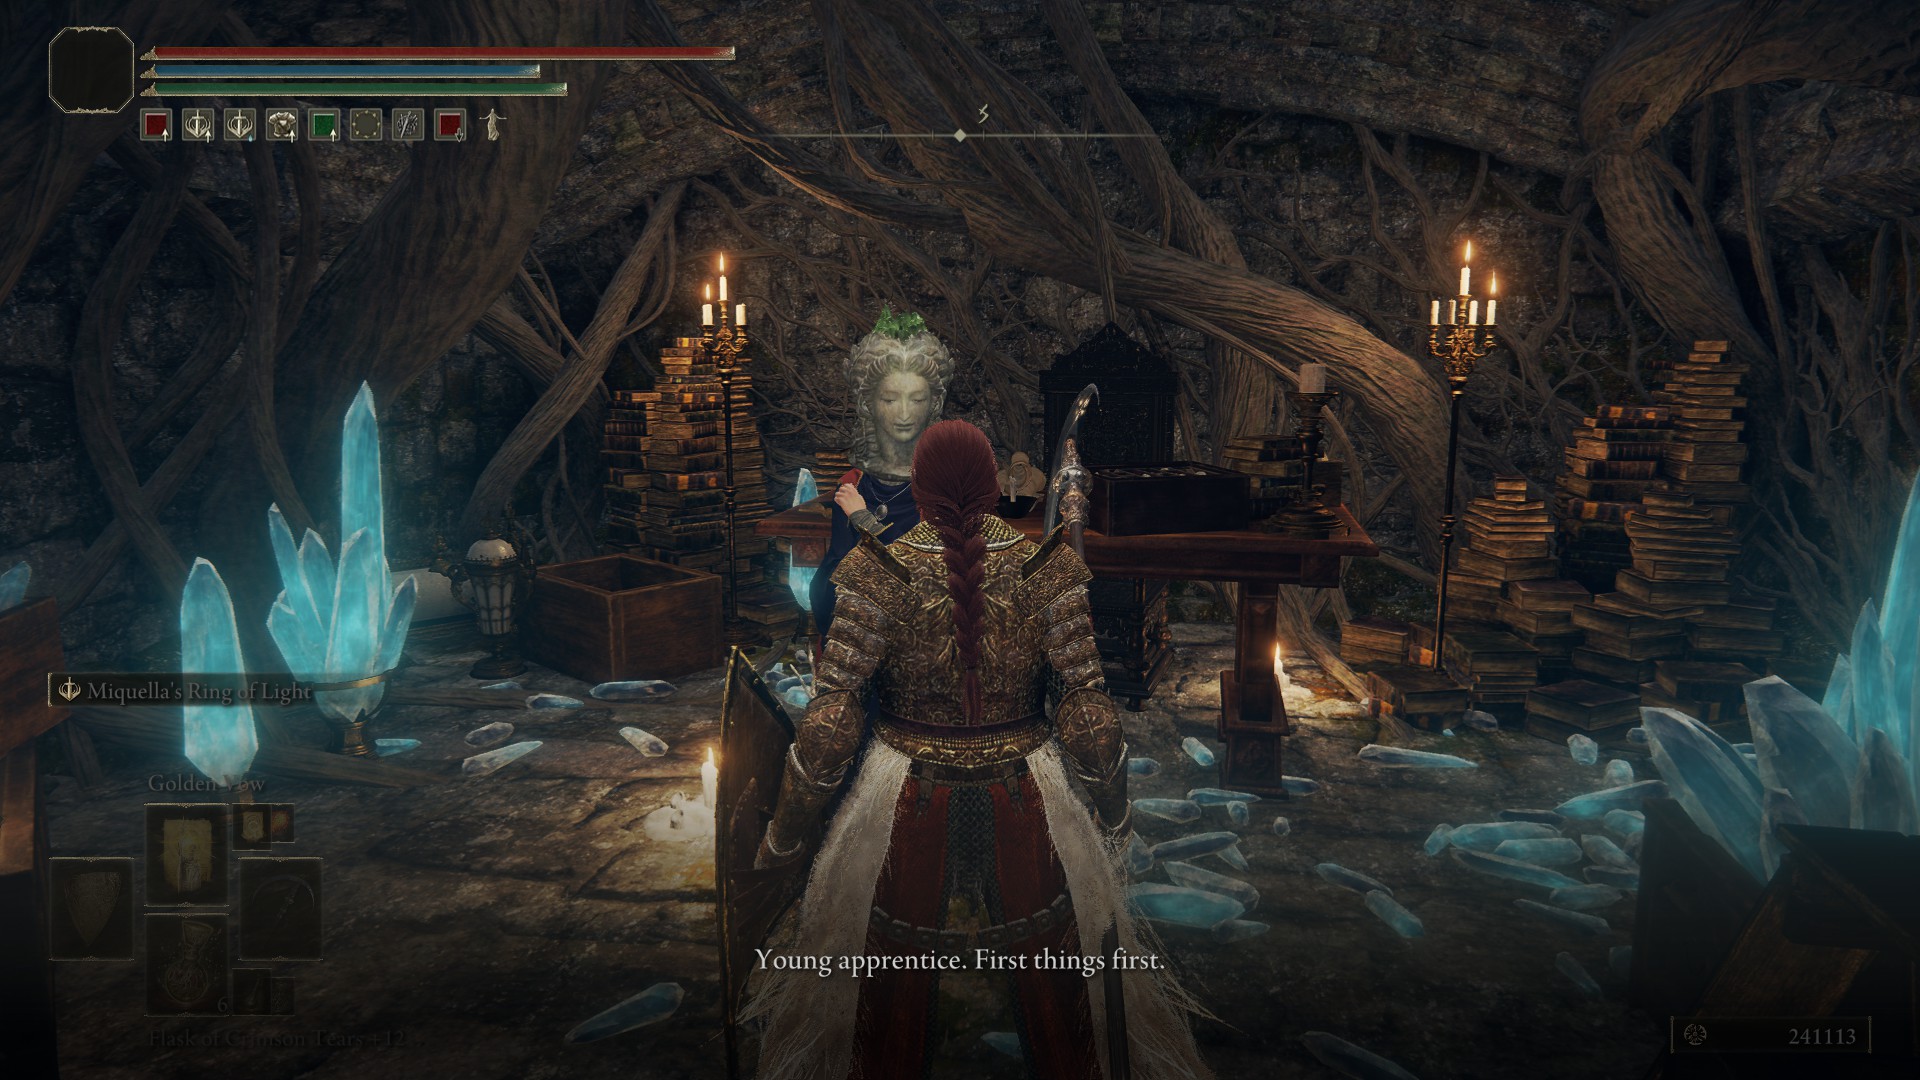 Miquella's Ring of Light
Golden Vow
6
Flask of Crimson Tears +12
Young apprentice. First things first.
241113